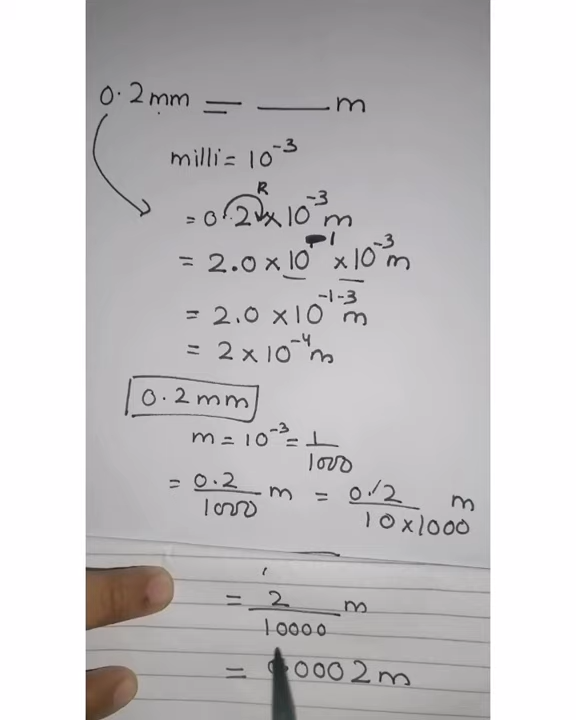 0.2mm = ___ m
milli = 10⁻³
R
= 0.2 × 10⁻³ m
= 2.0 × 10⁻¹ × 10⁻³ m
= 2.0 × 10⁻¹⁻³ m
= 2 × 10⁻⁴ m
0.2 mm
m = 10⁻³ = 1/1000
= 0.2/1000 m = 0/2/10×1000 m
= 2/10000 m
= 0.0002 m